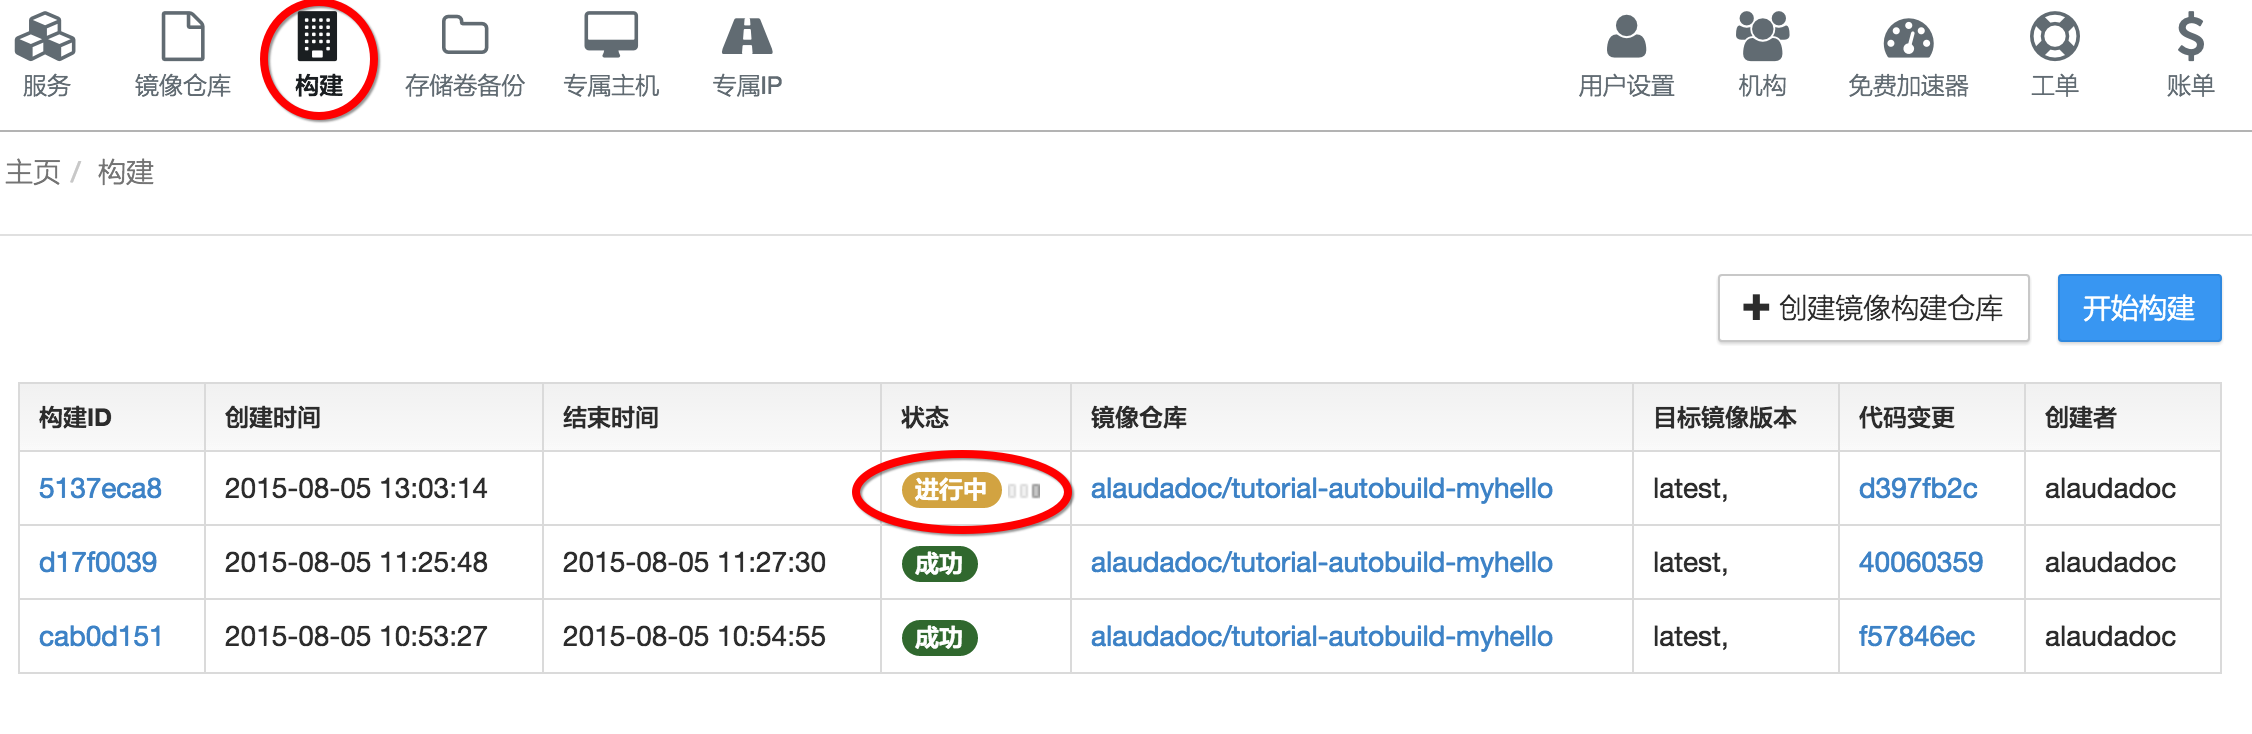 服务 镜像仓库 构建 存储卷备份 专属主机 专属IP 用户设置 机构 免费加速器 工单 账单
主页 / 构建
创建镜像构建仓库 开始构建
构建ID 创建时间 结束时间 状态 镜像仓库 目标镜像版本 代码变更 创建者
5137eca8 2015-08-05 13:03:14 进行中 alaudadoc/tutorial-autobuild-myhello latest, d397fb2c alaudadoc
d17f0039 2015-08-05 11:25:48 2015-08-05 11:27:30 成功 alaudadoc/tutorial-autobuild-myhello latest, 40060359 alaudadoc
cab0d151 2015-08-05 10:53:27 2015-08-05 10:54:55 成功 alaudadoc/tutorial-autobuild-myhello latest, f57846ec alaudadoc